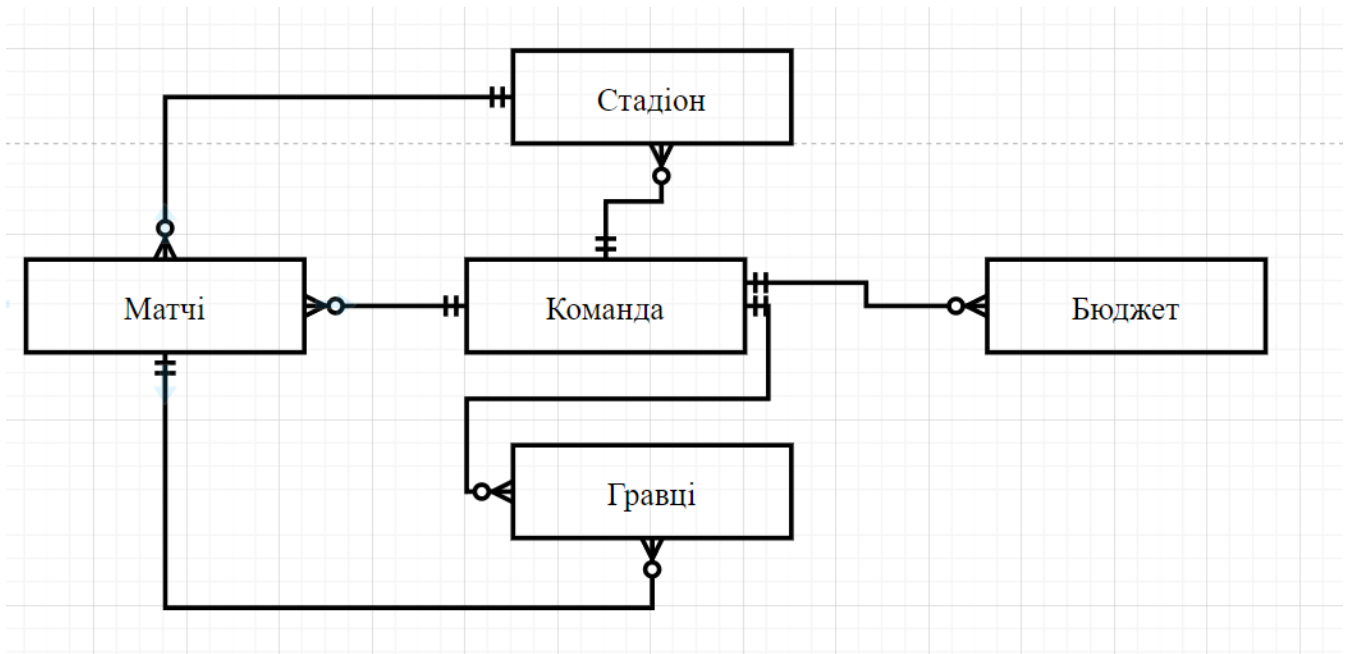 Стадіон
Матчі
Команда
Бюджет
Гравці